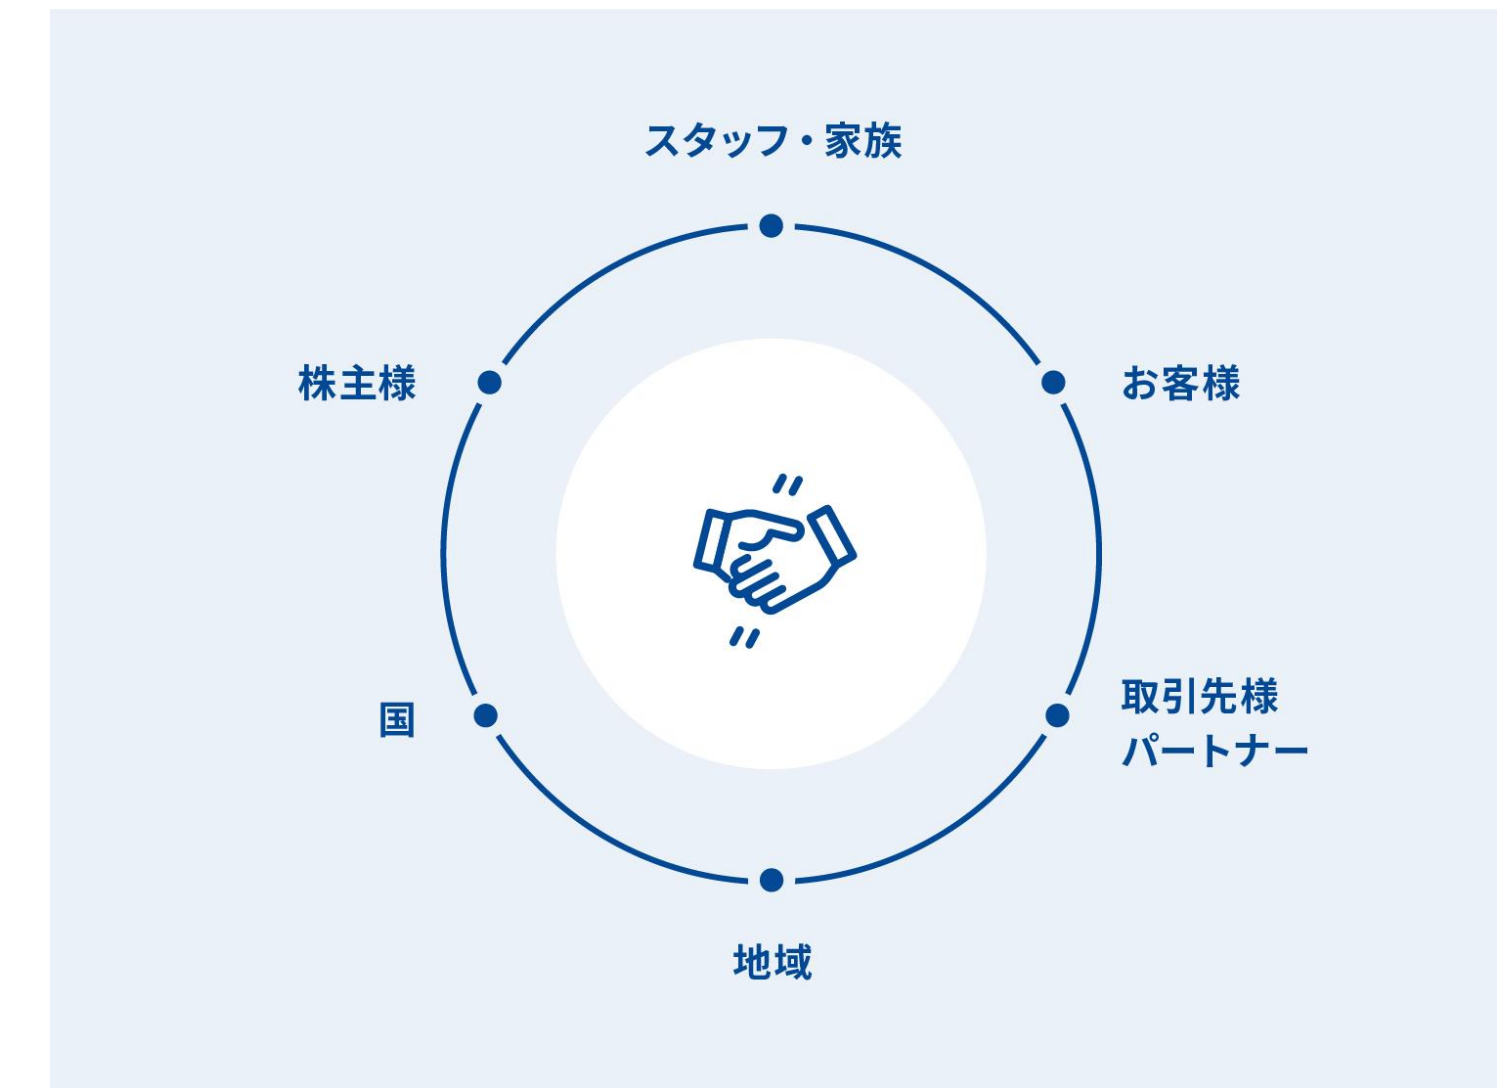 スタッフ・家族
株主様
お客様
国
取引先様
パートナー
地域